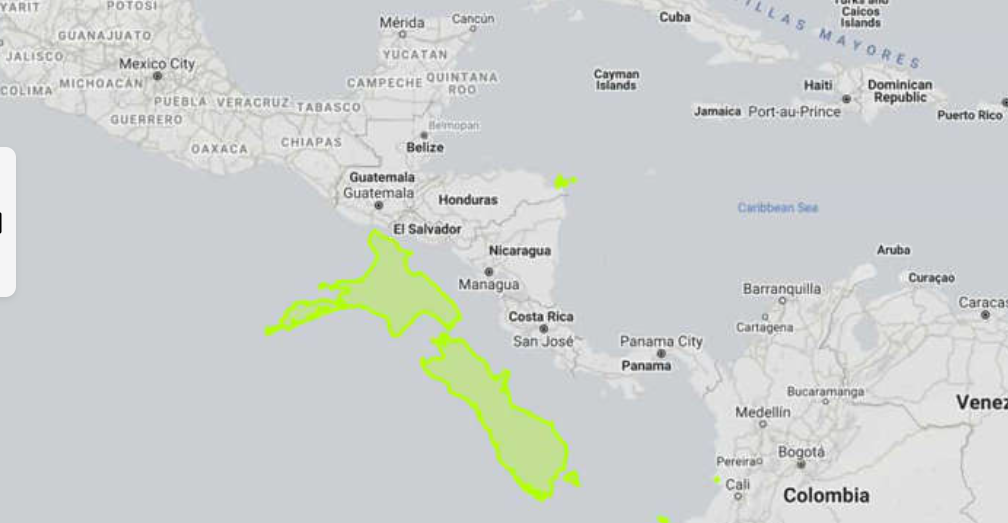 YARIT
POTOSÍ
GUANAJUATO
JALISCO
Mexico City
COLIMA
MICHOACÁN
PUEBLA
VERACRUZ
TABASCO
GUERRERO
OAXACA
CHIAPAS
Mérida
Cancún
YUCATAN
CAMPECHE
QUINTANA
ROO
Belmopan
Belize
Guatemala
Guatemala
Honduras
El Salvador
Nicaragua
Managua
Costa Rica
San José
Panama City
Panama
Cuba
Cayman
Islands
Turks and
Caicos
Islands
ILLAS MAYORES
Haiti
Dominican
Republic
Jamaica
Port-au-Prince
Puerto Rico
Caribbean Sea
Aruba
Curaçao
Barranquilla
Cartagena
Caracas
Bucaramanga
Venez
Medellín
Bogotá
Pereira
Cali
Colombia